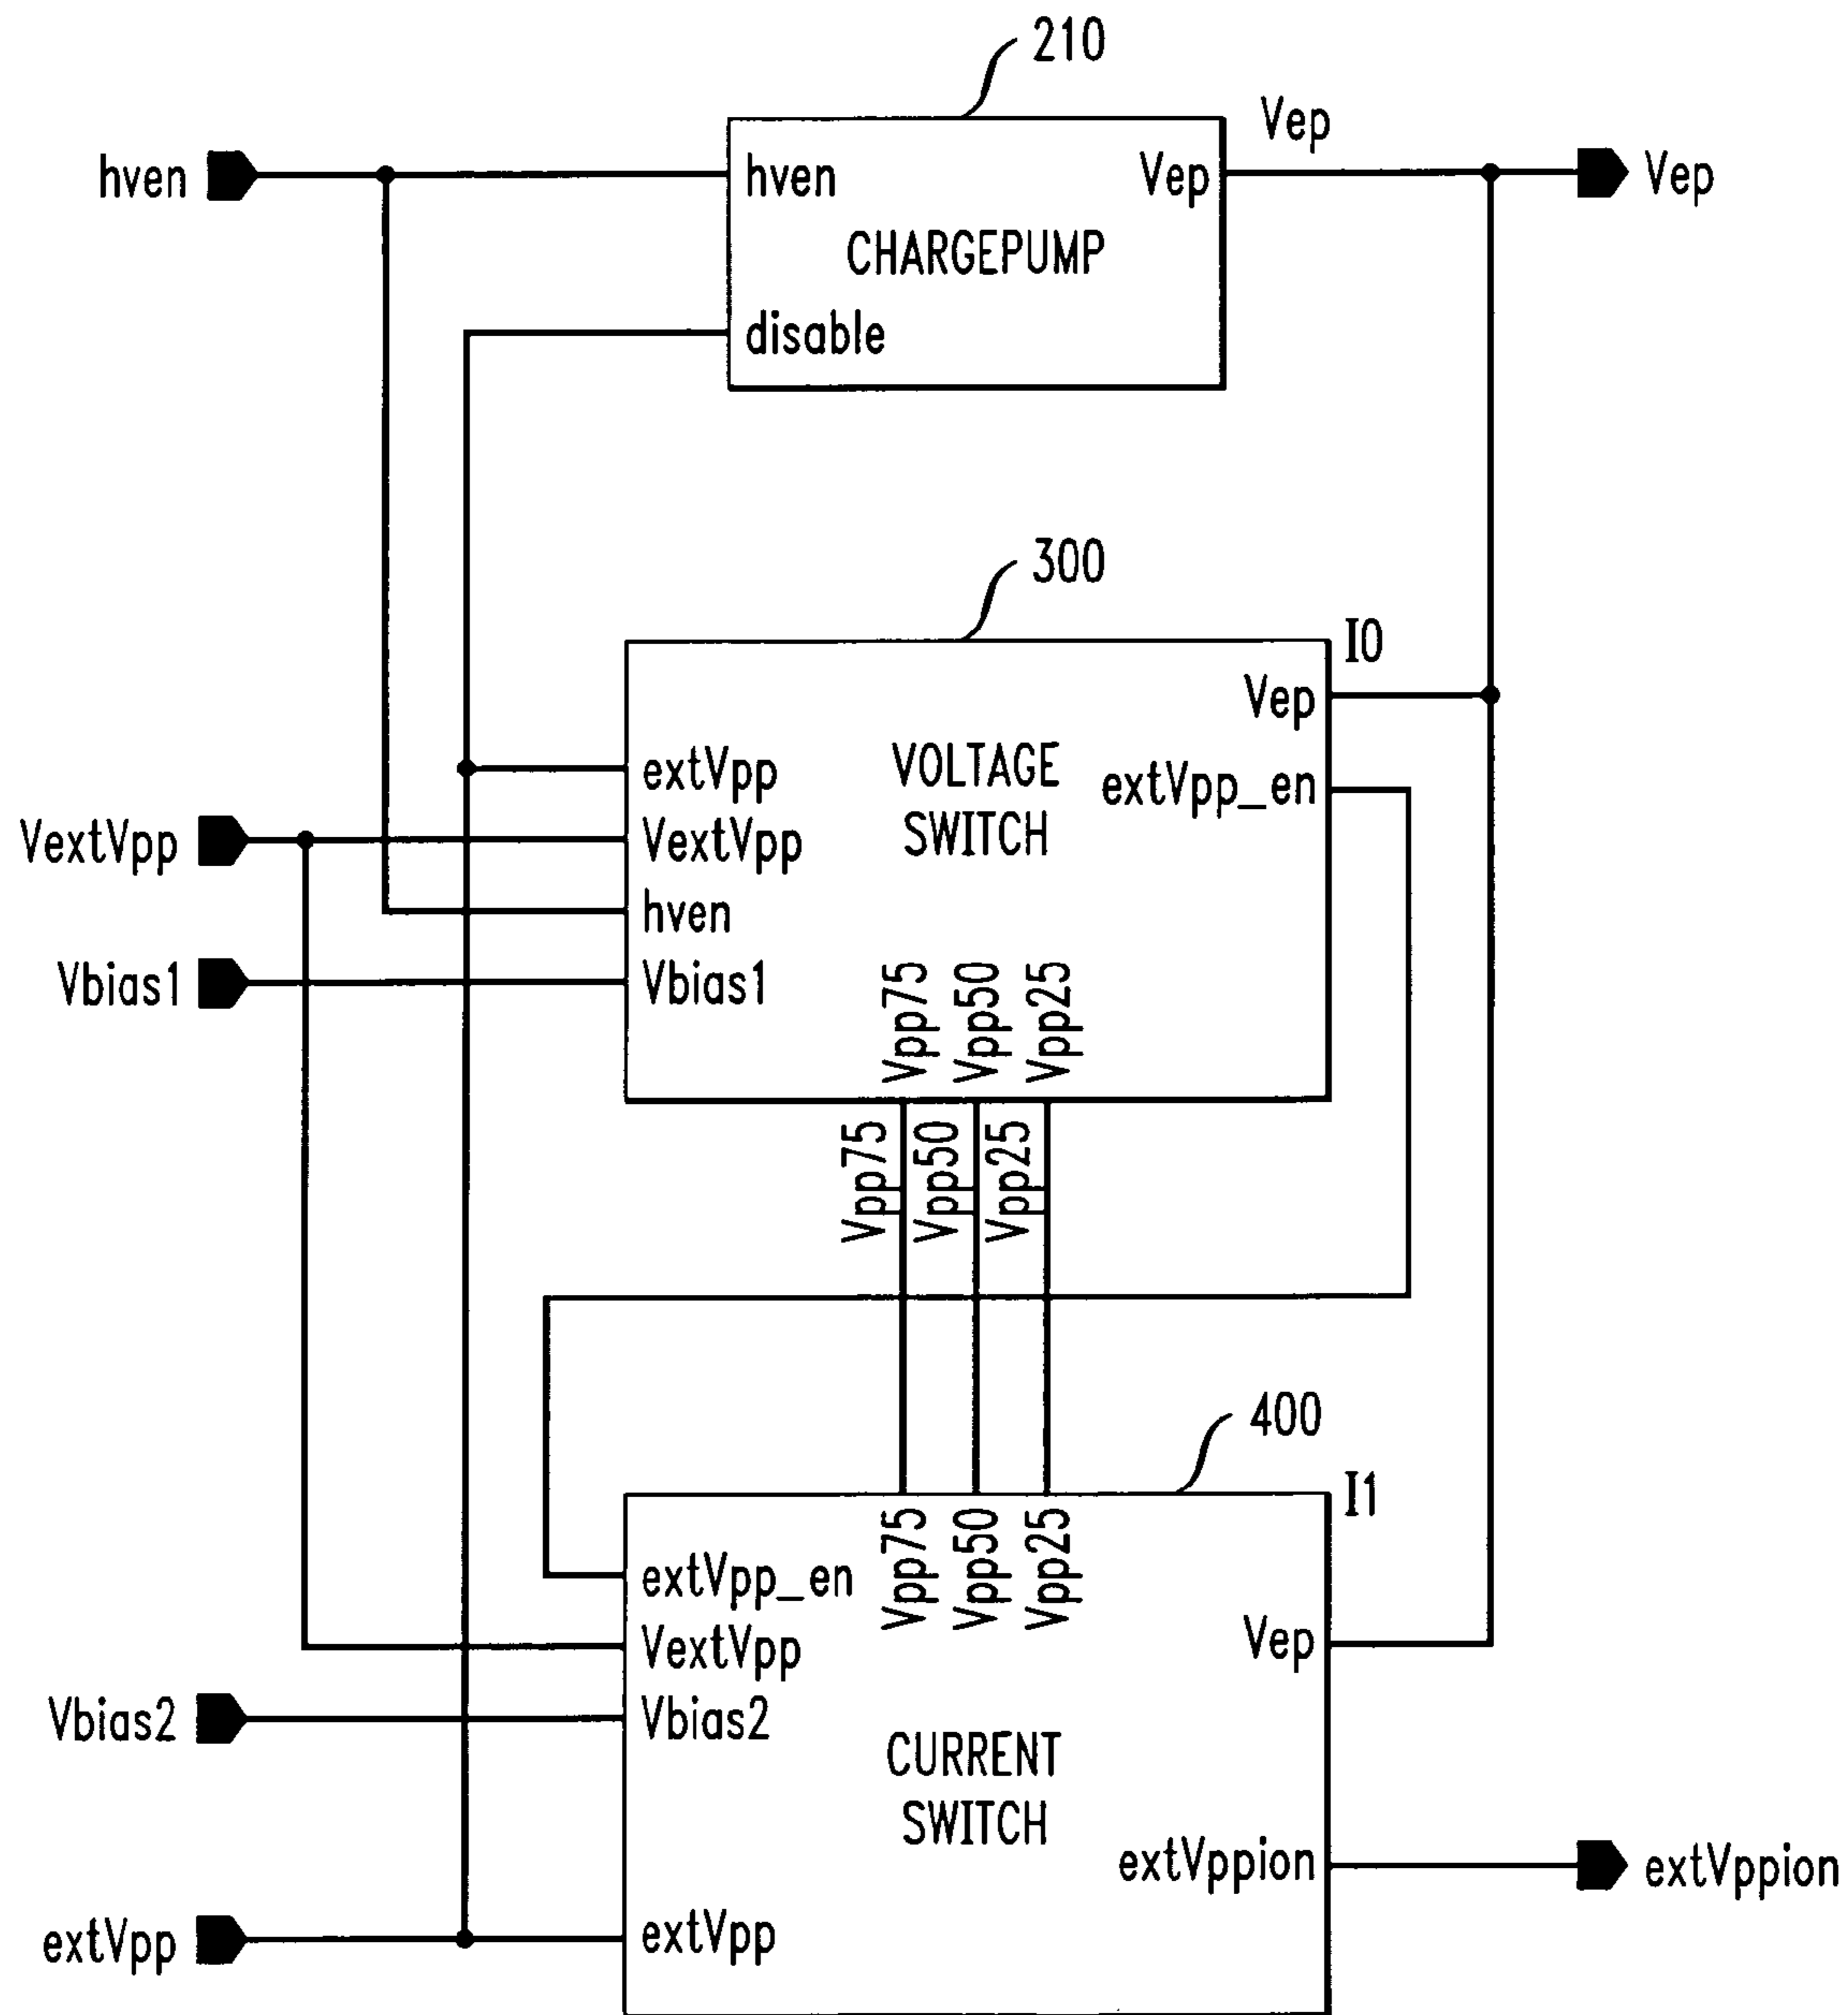 210
Vep
hven
hven
Vep
Vep
CHARGEPUMP
disable
300
I0
Vep
extVpp
VOLTAGE
SWITCH
extVpp_en
VextVpp
VextVpp
hven
Vbias1
Vbias1
Vpp75
Vpp50
Vpp25
Vpp75
Vpp50
Vpp25
400
I1
Vpp75
Vpp50
Vpp25
extVpp_en
VextVpp
Vep
Vbias2
Vbias2
CURRENT
SWITCH
extVppion
extVppion
extVpp
extVpp